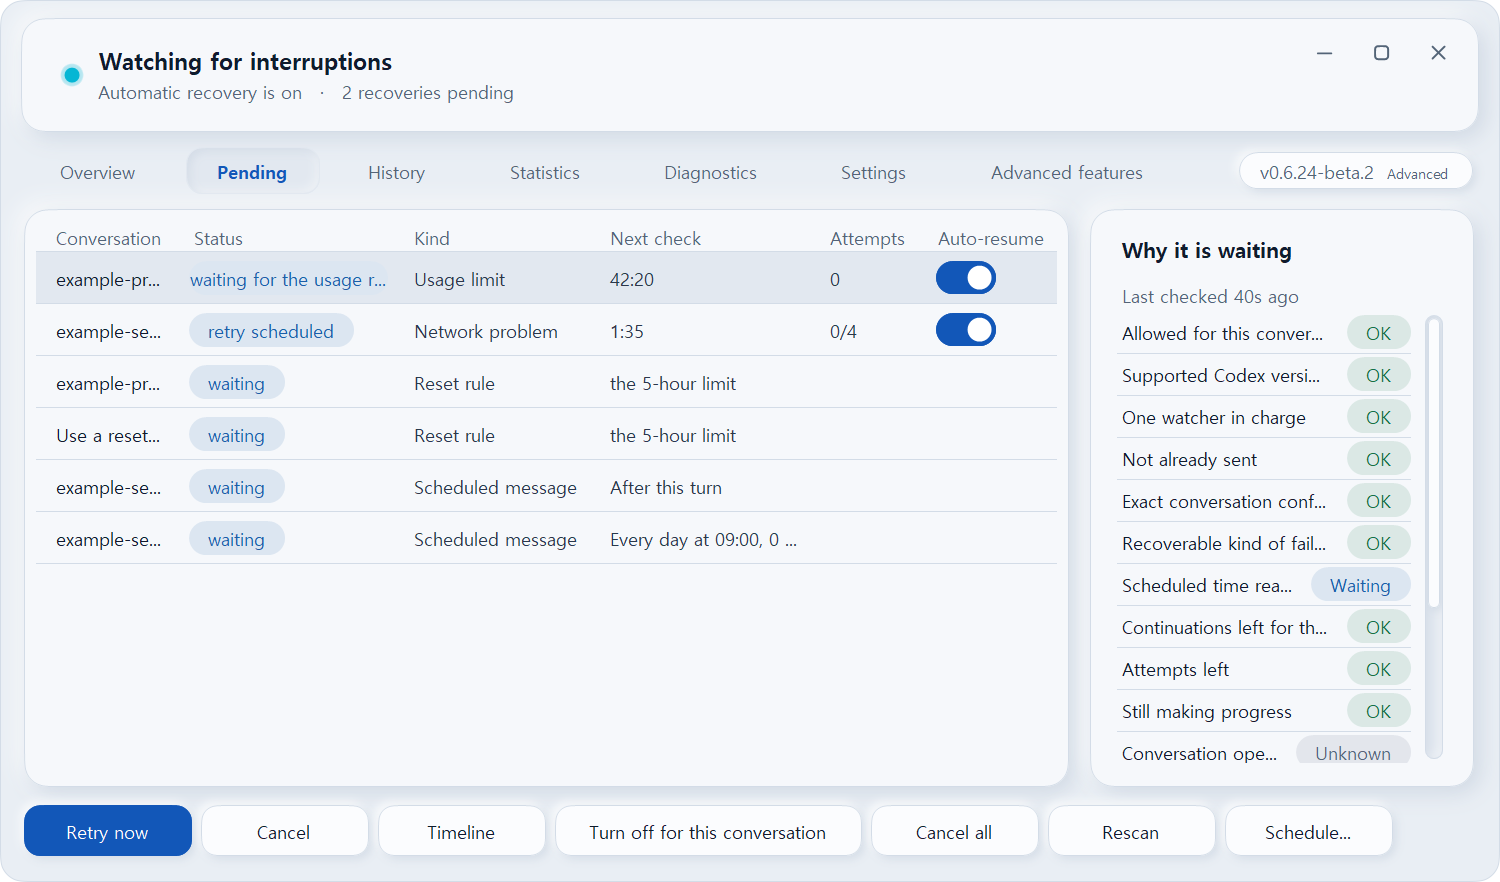 Watching for interruptions
Automatic recovery is on · 2 recoveries pending
Overview Pending History Statistics Diagnostics Settings Advanced features v0.6.24-beta.2 Advanced
Conversation Status Kind Next check Attempts Auto-resume
example-pr... waiting for the usage r... Usage limit 42:20 0
example-se... retry scheduled Network problem 1:35 0/4
example-pr... waiting Reset rule the 5-hour limit
Use a reset... waiting Reset rule the 5-hour limit
example-se... waiting Scheduled message After this turn
example-se... waiting Scheduled message Every day at 09:00, 0 ...
Why it is waiting
Last checked 40s ago
Allowed for this conver... OK
Supported Codex versi... OK
One watcher in charge OK
Not already sent OK
Exact conversation conf... OK
Recoverable kind of fail... OK
Scheduled time rea... Waiting
Continuations left for th... OK
Attempts left OK
Still making progress OK
Conversation ope... Unknown
Retry now Cancel Timeline Turn off for this conversation Cancel all Rescan Schedule...